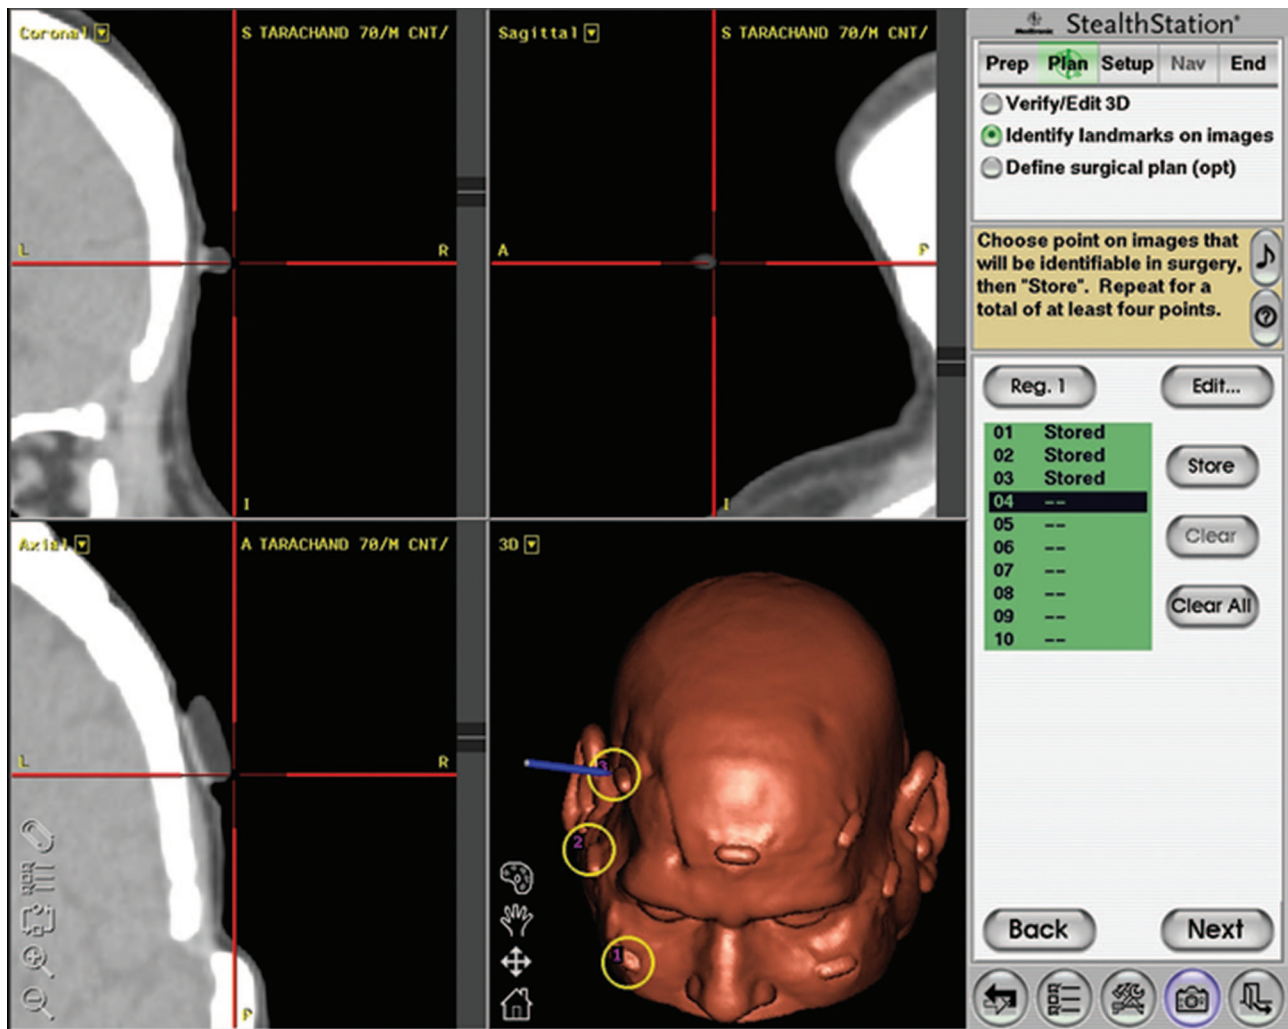 Coronal
S TARACHAND 70/M CNT/
L
R
I
Sagittal
S TARACHAND 70/M CNT/
A
P
I
Axial
A TARACHAND 70/M CNT/
L
R
P
3D
3
2
1
Medtronic
StealthStation®
Prep Plan Setup Nav End
Verify/Edit 3D
Identify landmarks on images
Define surgical plan (opt)
Choose point on images that
will be identifiable in surgery,
then "Store". Repeat for a
total of at least four points.
Reg. 1
Edit...
01 Stored
02 Stored
03 Stored
04 --
05 --
06 --
07 --
08 --
09 --
10 --
Store
Clear
Clear All
Back
Next